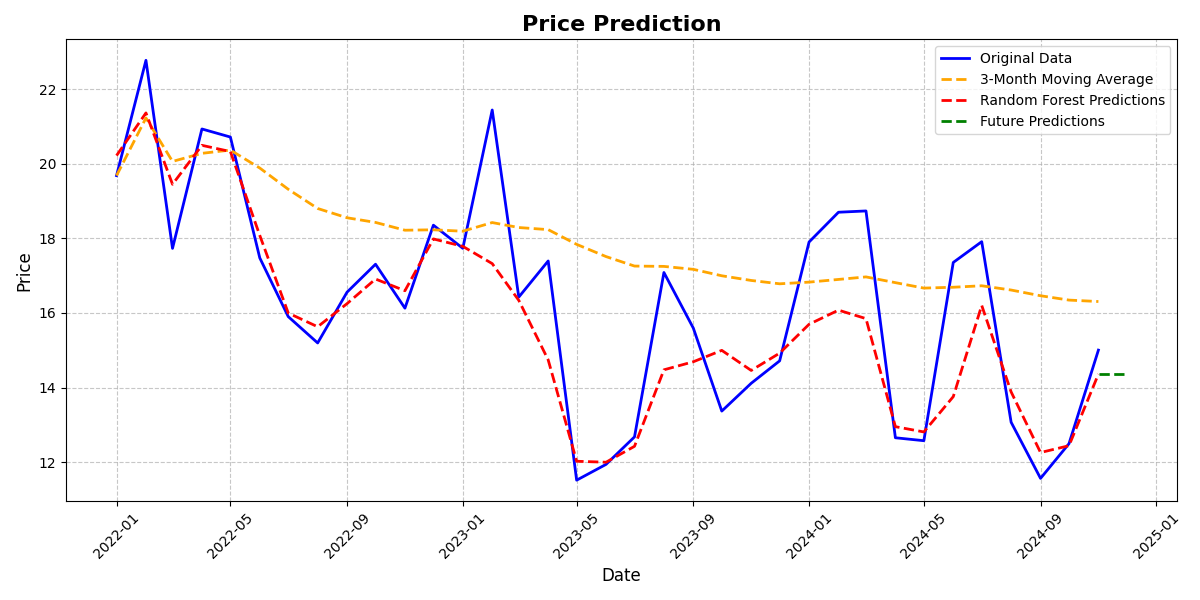 Price Prediction
Original Data
3-Month Moving Average
Random Forest Predictions
Future Predictions
Price
22
20
18
16
14
12
2022-01
2022-05
2022-09
2023-01
2023-05
2023-09
2024-01
2024-05
2024-09
2025-01
Date